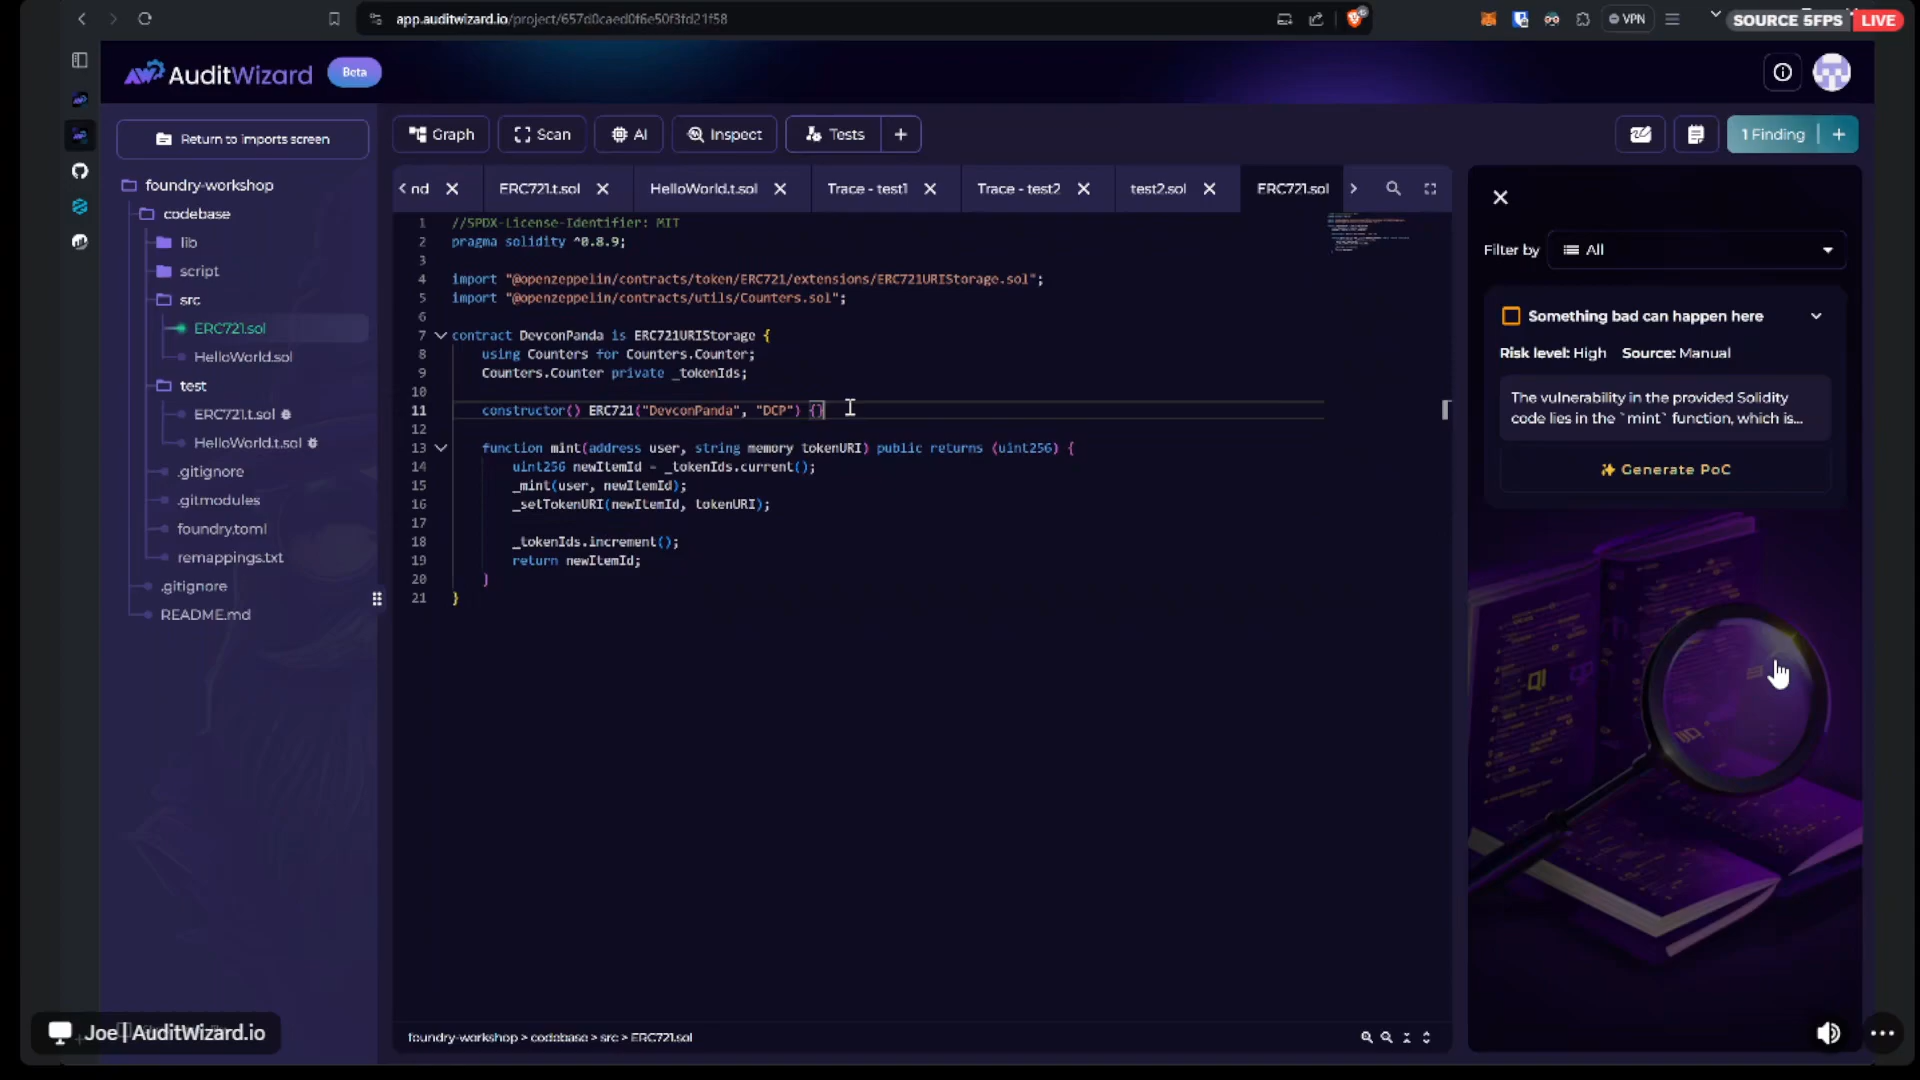 app.auditwizard.io/project/657d0caed0f6e50f3fd21f58
VPN
SOURCE 5FPS LIVE
AuditWizard Beta
Return to imports screen
Graph
Scan
AI
Inspect
Tests
1 Finding
foundry-workshop
codebase
lib
script
src
ERC721.sol
HelloWorld.sol
test
ERC721.t.sol
HelloWorld.t.sol
.gitignore
.gitmodules
foundry.toml
remappings.txt
.gitignore
README.md
nd
ERC721.t.sol
HelloWorld.t.sol
Trace - test1
Trace - test2
test2.sol
ERC721.sol
1 //SPDX-License-Identifier: MIT
2 pragma solidity ^0.8.9;
3
4 import "@openzeppelin/contracts/token/ERC721/extensions/ERC721URIStorage.sol";
5 import "@openzeppelin/contracts/utils/Counters.sol";
6
7 contract DevconPanda is ERC721URIStorage {
8 using Counters for Counters.Counter;
9 Counters.Counter private _tokenIds;
10
11 constructor() ERC721("DevconPanda", "DCP") {}
12
13 function mint(address user, string memory tokenURI) public returns (uint256) {
14 uint256 newItemId = _tokenIds.current();
15 _mint(user, newItemId);
16 _setTokenURI(newItemId, tokenURI);
17
18 _tokenIds.increment();
19 return newItemId;
20 }
21 }
foundry-workshop > codebase > src > ERC721.sol
Filter by
All
Something bad can happen here
Risk level: High Source: Manual
The vulnerability in the provided Solidity
code lies in the `mint` function, which is...
Generate PoC
Joe | AuditWizard.io